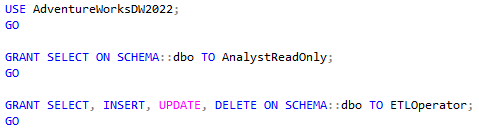 USE AdventureWorksDW2022;
GO
GRANT SELECT ON SCHEMA::dbo TO AnalystReadOnly;
GO
GRANT SELECT, INSERT, UPDATE, DELETE ON SCHEMA::dbo TO ETLOperator;
GO